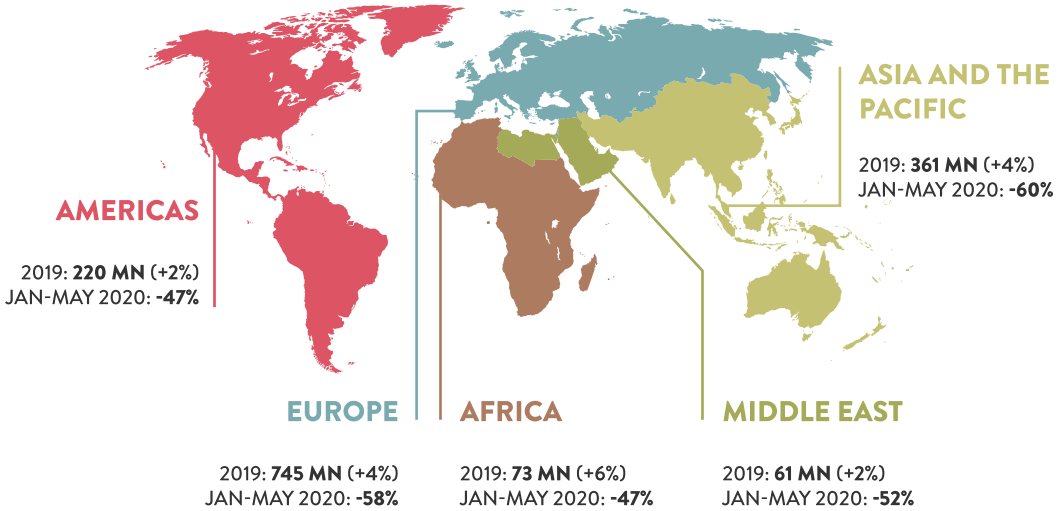 ASIA AND THE
PACIFIC
2019: 361 MN (+4%)
JAN-MAY 2020: -60%
AMERICAS
2019: 220 MN (+2%)
JAN-MAY 2020: -47%
EUROPE
2019: 745 MN (+4%)
JAN-MAY 2020: -58%
AFRICA
2019: 73 MN (+6%)
JAN-MAY 2020: -47%
MIDDLE EAST
2019: 61 MN (+2%)
JAN-MAY 2020: -52%